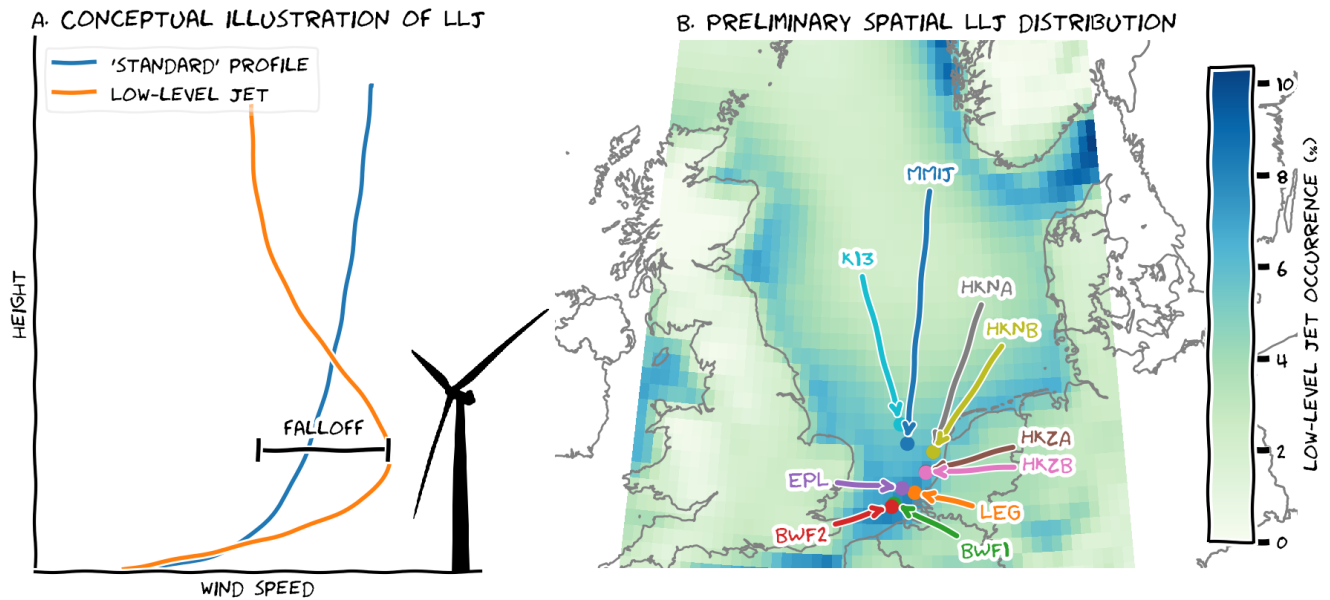 A. CONCEPTUAL ILLUSTRATION OF LLJ
'STANDARD' PROFILE
LOW-LEVEL JET
HEIGHT
FALLOFF
WIND SPEED
B. PRELIMINARY SPATIAL LLJ DISTRIBUTION
MMIJ
K13
HKNA
HKNB
HKZA
HKZB
EPL
LEG
BWF2
BWF1
10
8
6
4
2
0
LOW-LEVEL JET OCCURRENCE (%)